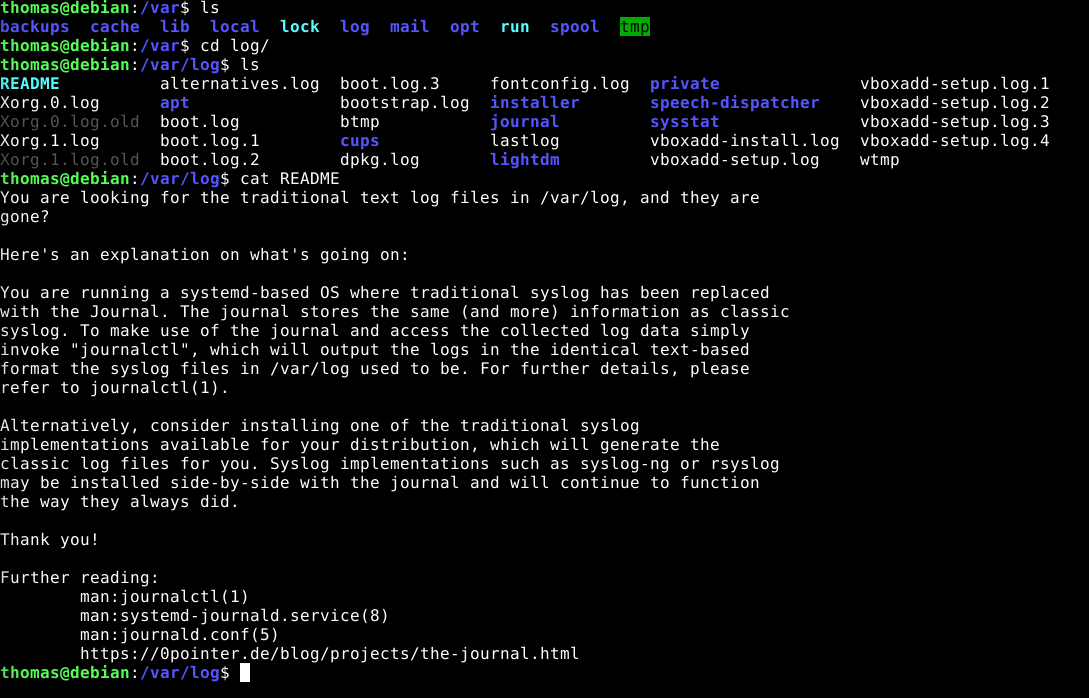 thomas@debian:/var$ ls
backups  cache  lib  local  lock  log  mail  opt  run  spool  tmp
thomas@debian:/var$ cd log/
thomas@debian:/var/log$ ls
README          alternatives.log  boot.log.3     fontconfig.log  private              vboxadd-setup.log.1
Xorg.0.log      apt               bootstrap.log  installer       speech-dispatcher    vboxadd-setup.log.2
Xorg.0.log.old  boot.log          btmp           journal         sysstat              vboxadd-setup.log.3
Xorg.1.log      boot.log.1        cups           lastlog         vboxadd-install.log  vboxadd-setup.log.4
Xorg.1.log.old  boot.log.2        dpkg.log       lightdm         vboxadd-setup.log    wtmp
thomas@debian:/var/log$ cat README
You are looking for the traditional text log files in /var/log, and they are
gone?

Here's an explanation on what's going on:

You are running a systemd-based OS where traditional syslog has been replaced
with the Journal. The journal stores the same (and more) information as classic
syslog. To make use of the journal and access the collected log data simply
invoke "journalctl", which will output the logs in the identical text-based
format the syslog files in /var/log used to be. For further details, please
refer to journalctl(1).

Alternatively, consider installing one of the traditional syslog
implementations available for your distribution, which will generate the
classic log files for you. Syslog implementations such as syslog-ng or rsyslog
may be installed side-by-side with the journal and will continue to function
the way they always did.

Thank you!

Further reading:
        man:journalctl(1)
        man:systemd-journald.service(8)
        man:journald.conf(5)
        https://0pointer.de/blog/projects/the-journal.html
thomas@debian:/var/log$